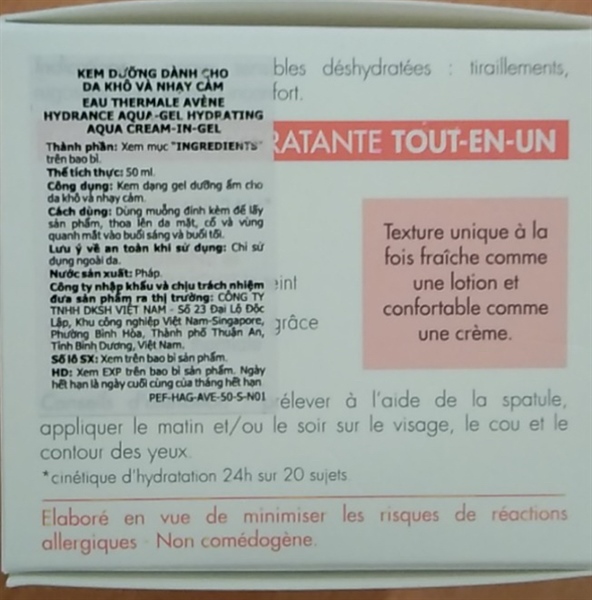 KEM DƯỠNG DÀNH CHO
DA KHÔ VÀ NHẠY CẢM
EAU THERMALE AVÈNE
HYDRANCE AQUA-GEL HYDRATING
AQUA CREAM-IN-GEL
Thành phần: Xem mục "INGREDIENTS"
trên bao bì.
Thể tích thực: 50 ml.
Công dụng: Kem dạng gel dưỡng ẩm cho
da khô và nhạy cảm.
Cách dùng: Dùng muỗng đính kèm để lấy
sản phẩm, thoa lên da mặt, cổ và vùng
quanh mắt vào buổi sáng và buổi tối.
Lưu ý về an toàn khi sử dụng: Chỉ sử
dụng ngoài da.
Nước sản xuất: Pháp.
Công ty nhập khẩu và chịu trách nhiệm
đưa sản phẩm ra thị trường: CÔNG TY
TNHH DKSH VIỆT NAM - Số 23 Đại Lộ Độc
Lập, Khu công nghiệp Việt Nam-Singapore,
Phường Bình Hòa, Thành phố Thuận An,
Tỉnh Bình Dương, Việt Nam.
Số lô SX: Xem trên bao bì sản phẩm.
HD: Xem EXP trên bao bì sản phẩm. Ngày
hết hạn là ngày cuối cùng của tháng hết hạn
PEF-HAG-AVE-50-S-N01
bles déshydratées : tiraillements,
fort.
RATANTE TOUT-EN-UN
Texture unique à la
fois fraîche comme
une lotion et
confortable comme
une crème.
eint
grâce
rélever à l'aide de la spatule,
appliquer le matin et/ou le soir sur le visage, le cou et le
contour des yeux.
*cinétique d'hydratation 24h sur 20 sujets
Elaboré en vue de minimiser les risques de réactions
allergiques - Non comédogène.